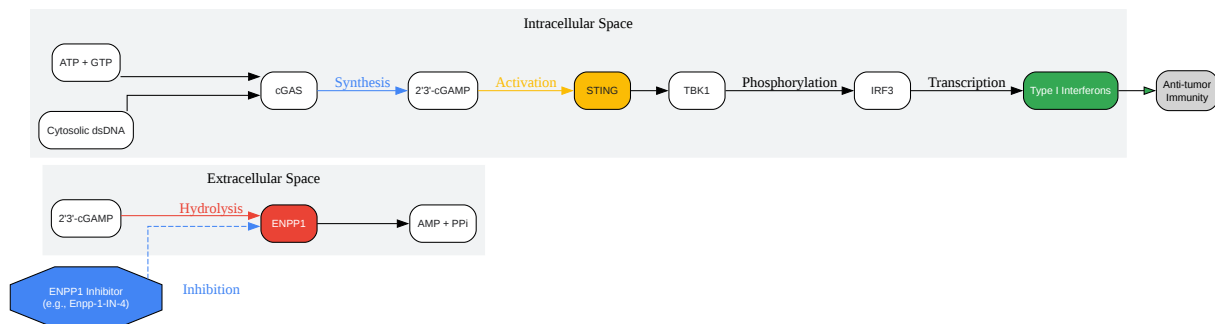 Intracellular Space
ATP + GTP
Cytosolic dsDNA
cGAS
Synthesis
2'3'-cGAMP
Activation
STING
TBK1
Phosphorylation
IRF3
Transcription
Type I Interferons
Anti-tumor
Immunity
Extracellular Space
2'3'-cGAMP
Hydrolysis
ENPP1
AMP + PPi
ENPP1 Inhibitor
(e.g., Enpp-1-IN-4)
Inhibition